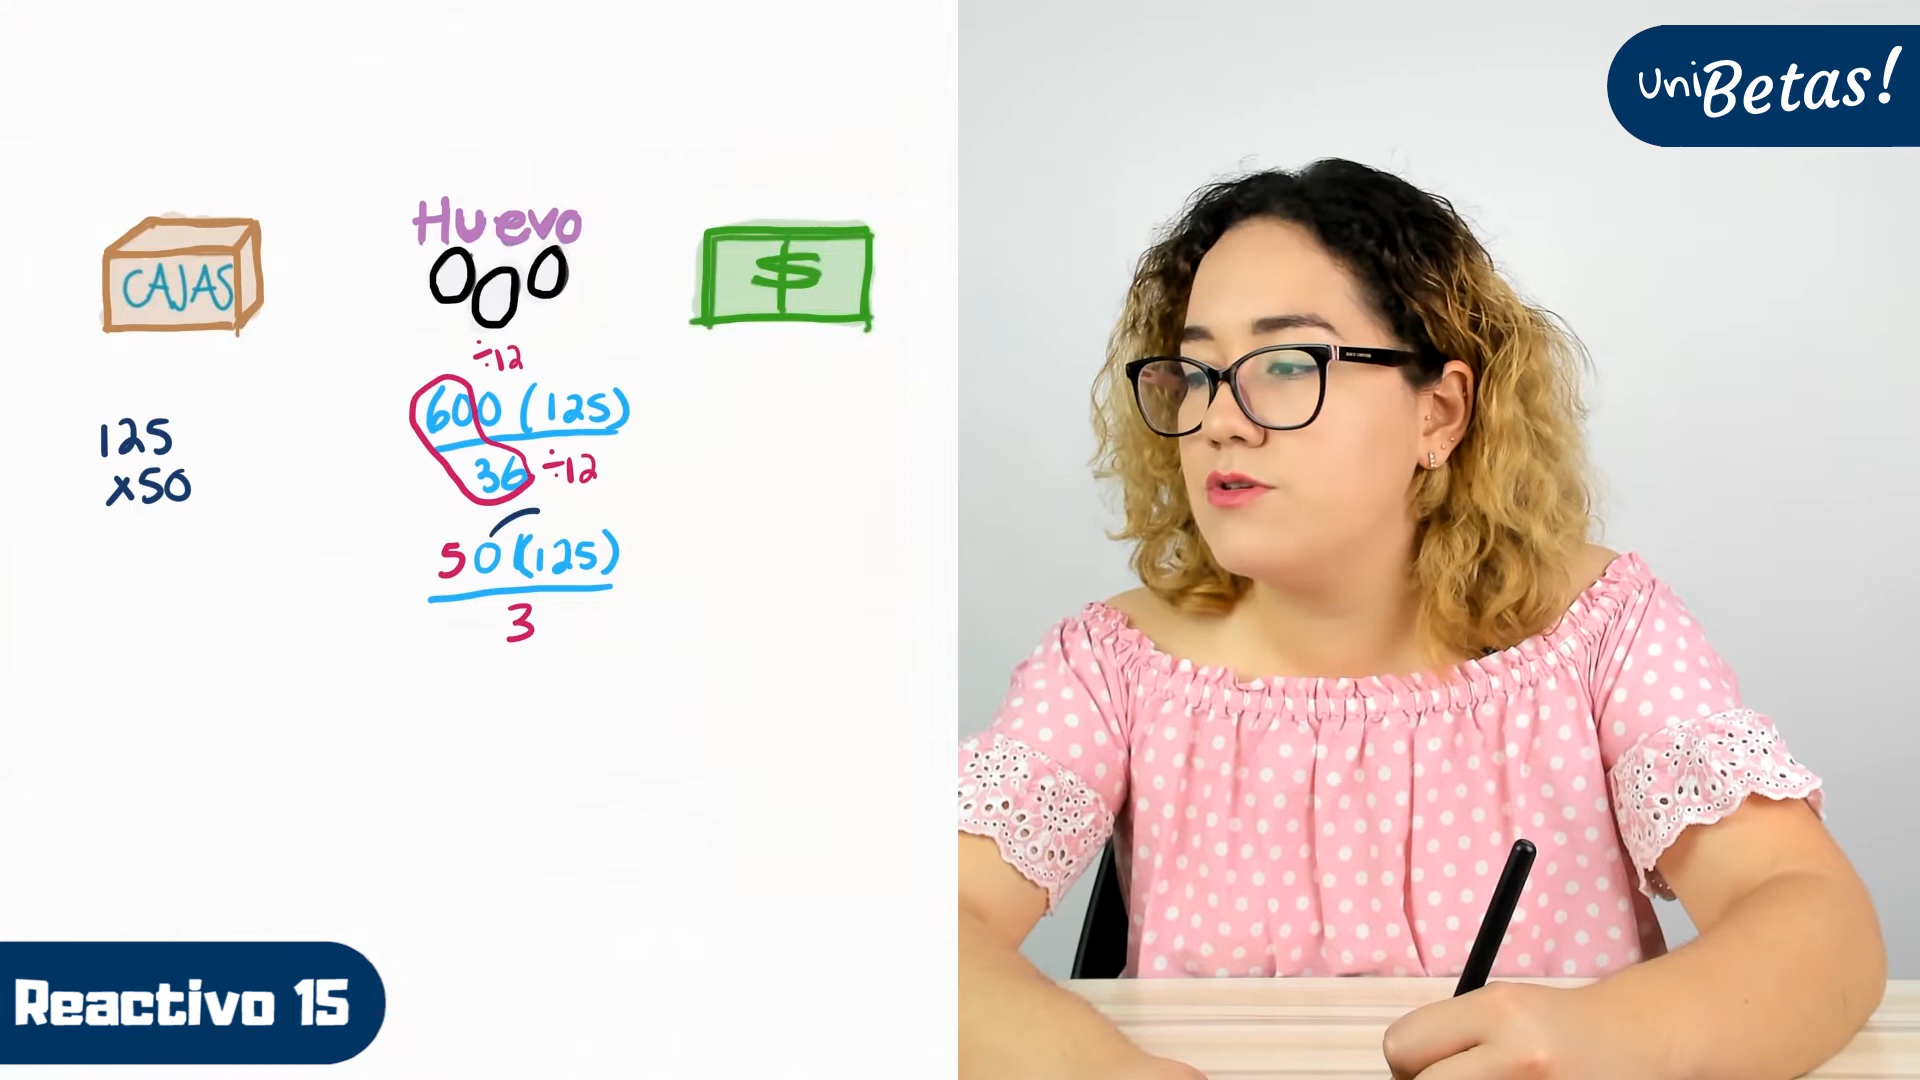 uniBetas!
Huevo
CAJAS
$
÷12
600 (125)
36 ÷12
125
x50
50 (125)
3
Reactivo 15